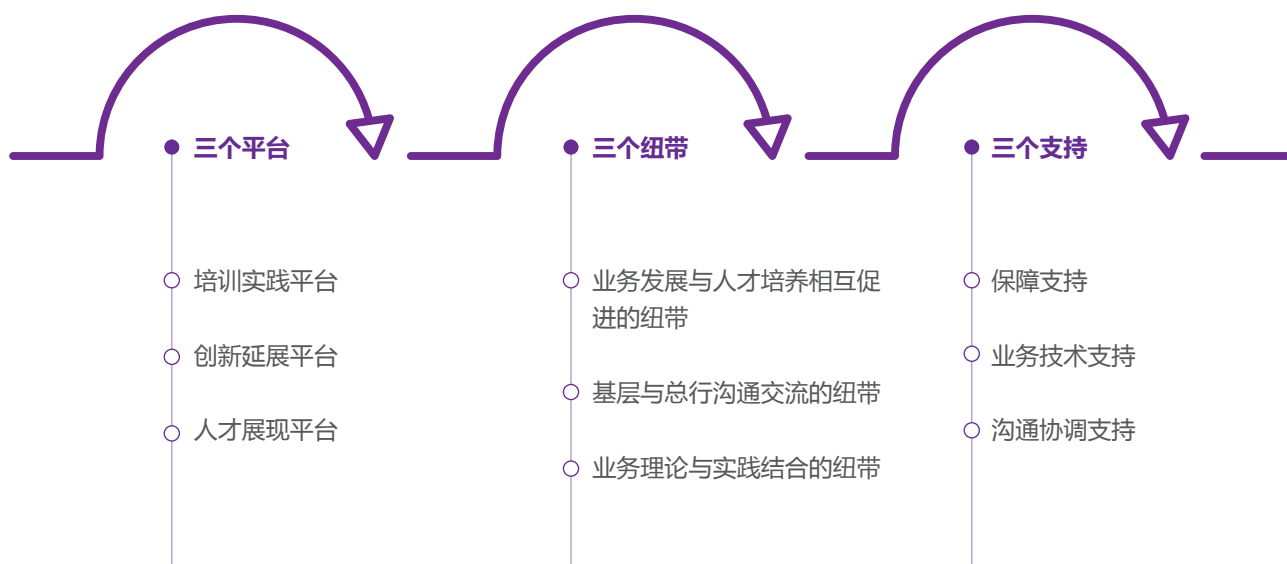 三个平台
培训实践平台
创新延展平台
人才展现平台
三个纽带
业务发展与人才培养相互促
进的纽带
基层与总行沟通交流的纽带
业务理论与实践结合的纽带
三个支持
保障支持
业务技术支持
沟通协调支持